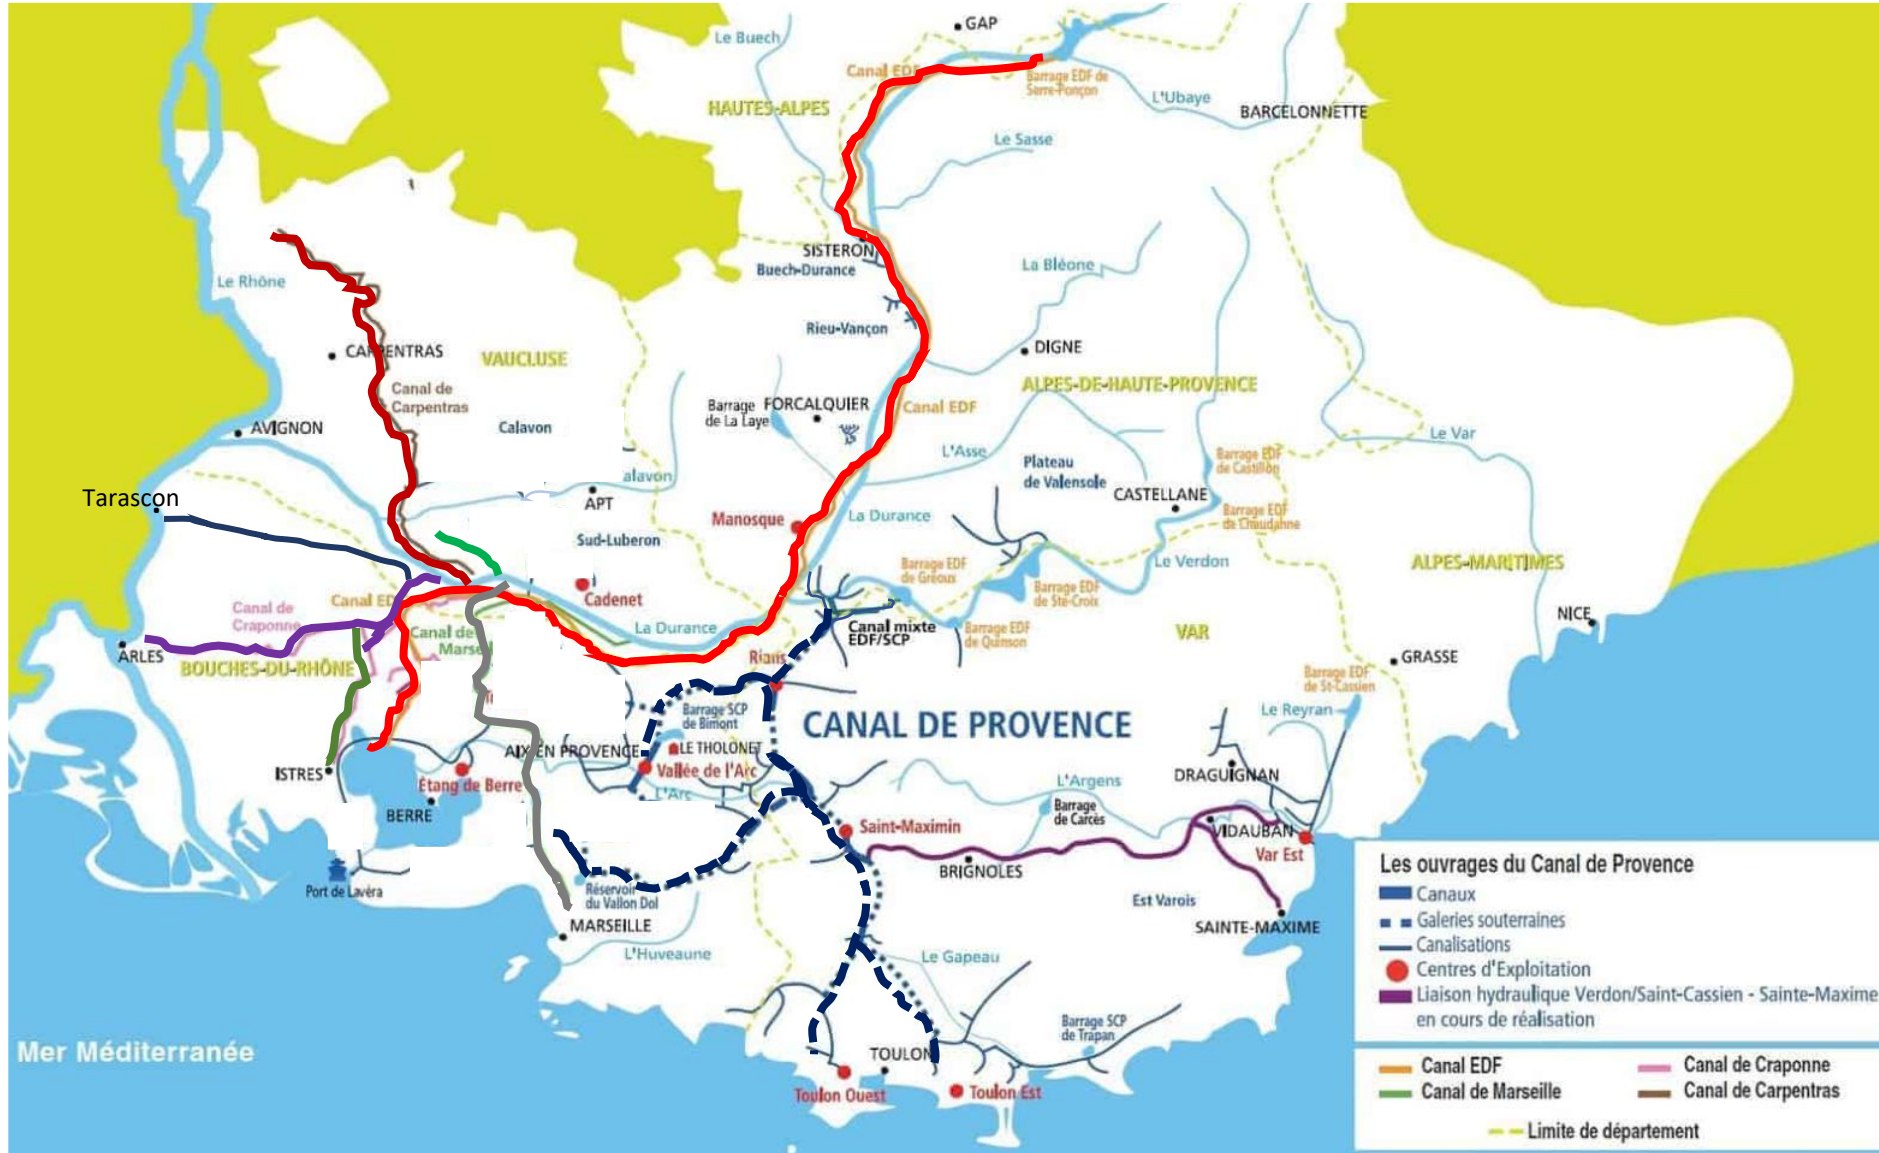 GAP
Le Buech
Canal EDF
Barrage EDF de
Serre-Ponçon
L'Ubaye
HAUTES-ALPES
BARCELONNETTE
Le Sasse
SISTERON
Buech-Durance
La Bléone
Le Rhône
Rieu-Vançon
CARPENTRAS
VAUCLUSE
DIGNE
ALPES-DE-HAUTE-PROVENCE
Canal de
Carpentras
Barrage
de La Laye
FORCALQUIER
Canal EDF
AVIGNON
Calavon
Le Var
L'Asse
Barrage EDF
de Castillon
Plateau
de Valensole
alavon
CASTELLANE
Tarascon
APT
Manosque
La Durance
Barrage EDF
de Chaudanne
Sud-Luberon
Le Verdon
ALPES-MARITIMES
Barrage EDF
de Gréoux
Barrage EDF
de Ste-Croix
Cadenet
Canal de
Craponne
Canal ED
NICE
La Durance
Canal mixte
EDF/SCP
Barrage EDF
de Quinson
VAR
Canal de
Marse
ARLES
BOUCHES-DU-RHÔNE
Rians
GRASSE
Barrage EDF
de St-Cassien
Barrage SCP
de Bimont
CANAL DE PROVENCE
Le Reyran
AIX EN PROVENCE
LE THOLONET
Vallée de l'Arc
ISTRES
Étang de Berre
L'Arc
L'Argens
DRAGUIGNAN
BERRE
Barrage
de Carcès
Saint-Maximin
VIDAUBAN
Var Est
BRIGNOLES
Port de Lavéra
Réservoir
du Vallon Dol
Est Varois
MARSEILLE
SAINTE-MAXIME
L'Huveaune
Le Gapeau
Barrage SCP
de Trapan
Mer Méditerranée
TOULON
Toulon Ouest
Toulon Est
Les ouvrages du Canal de Provence
Canaux
Galeries souterraines
Canalisations
Centres d'Exploitation
Liaison hydraulique Verdon/Saint-Cassien - Sainte-Maxime
en cours de réalisation
Canal EDF
Canal de Craponne
Canal de Marseille
Canal de Carpentras
Limite de département